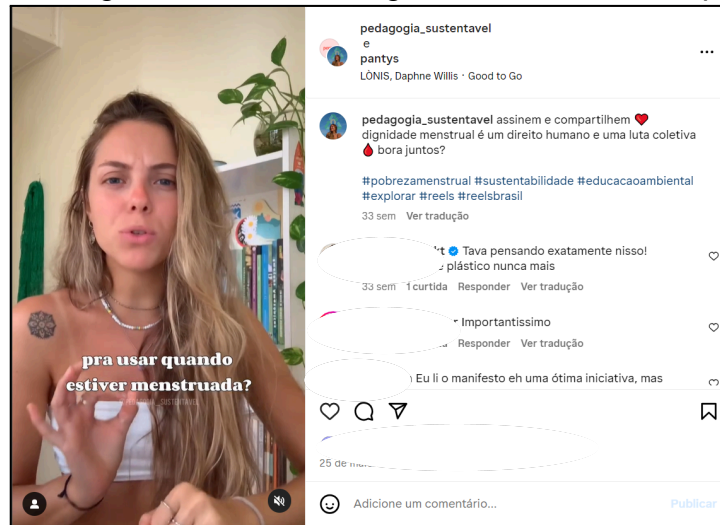 pra usar quando
estiver menstruada?
pedagogia_sustentavel
e
pantys
LÒNIS, Daphne Willis · Good to Go
pedagogia_sustentavel assinem e compartilhem ❤️
dignidade menstrual é um direito humano e uma luta coletiva
🩸 bora juntos?
#pobrezamenstrual #sustentabilidade #educacaoambiental
#explorar #reels #reelsbrasil
33 sem Ver tradução
Tava pensando exatamente nisso!
plástico nunca mais
33 sem 1 curtida Responder Ver tradução
Importantissimo
Responder Ver tradução
Eu li o manifesto eh uma ótima iniciativa, mas
25 de
Adicione um comentário...
Publicar